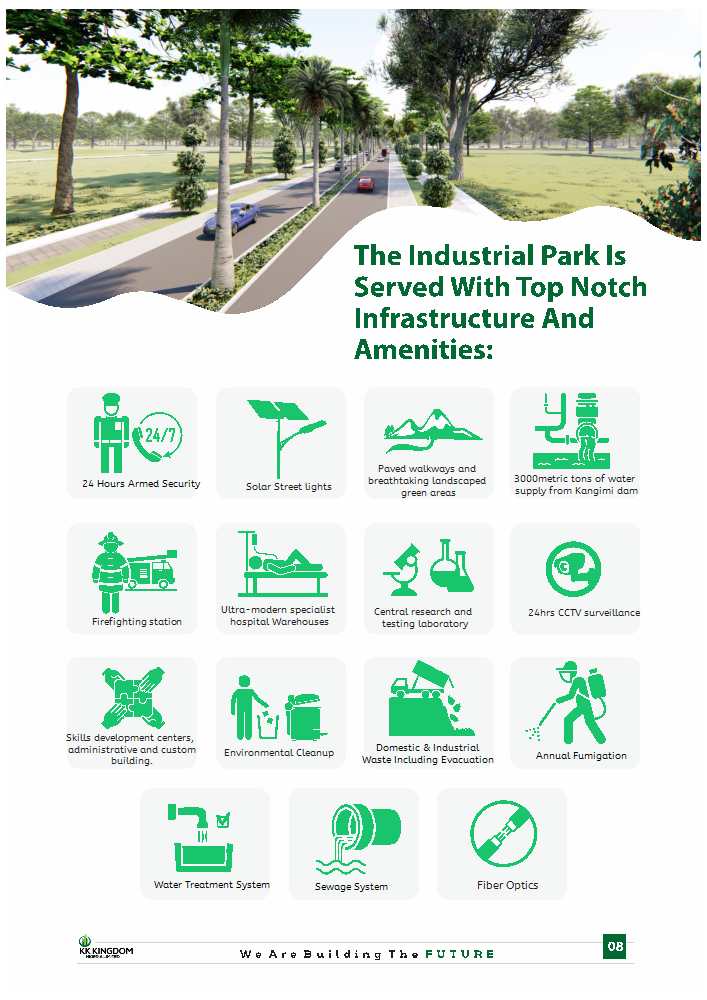 The Industrial Park Is
Served With Top Notch
Infrastructure And
Amenities:
24/7
24 Hours Armed Security
Solar Street lights
Paved walkways and
breathtaking landscaped
green areas
3000metric tons of water
supply from Kangimi dam
Firefighting station
Ultra-modern specialist
hospital Warehouses
Central research and
testing laboratory
24hrs CCTV surveillance
Skills development centers,
administrative and custom
building.
Environmental Cleanup
Domestic & Industrial
Waste Including Evacuation
Annual Fumigation
Water Treatment System
Sewage System
Fiber Optics
KK KINGDOM
NIGERIA LIMITED
We Are Building The FUTURE
08